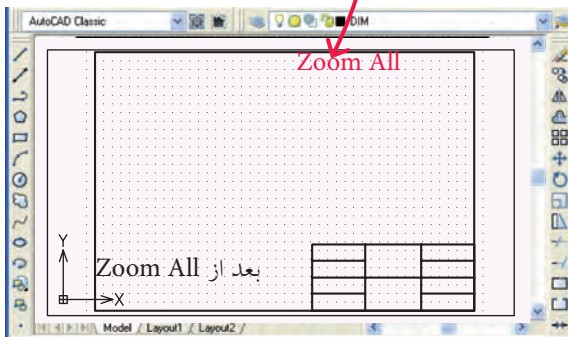 AutoCAD Classic DIM
Zoom All
Y
بعد از Zoom All
X
Model / Layout1 / Layout2 /